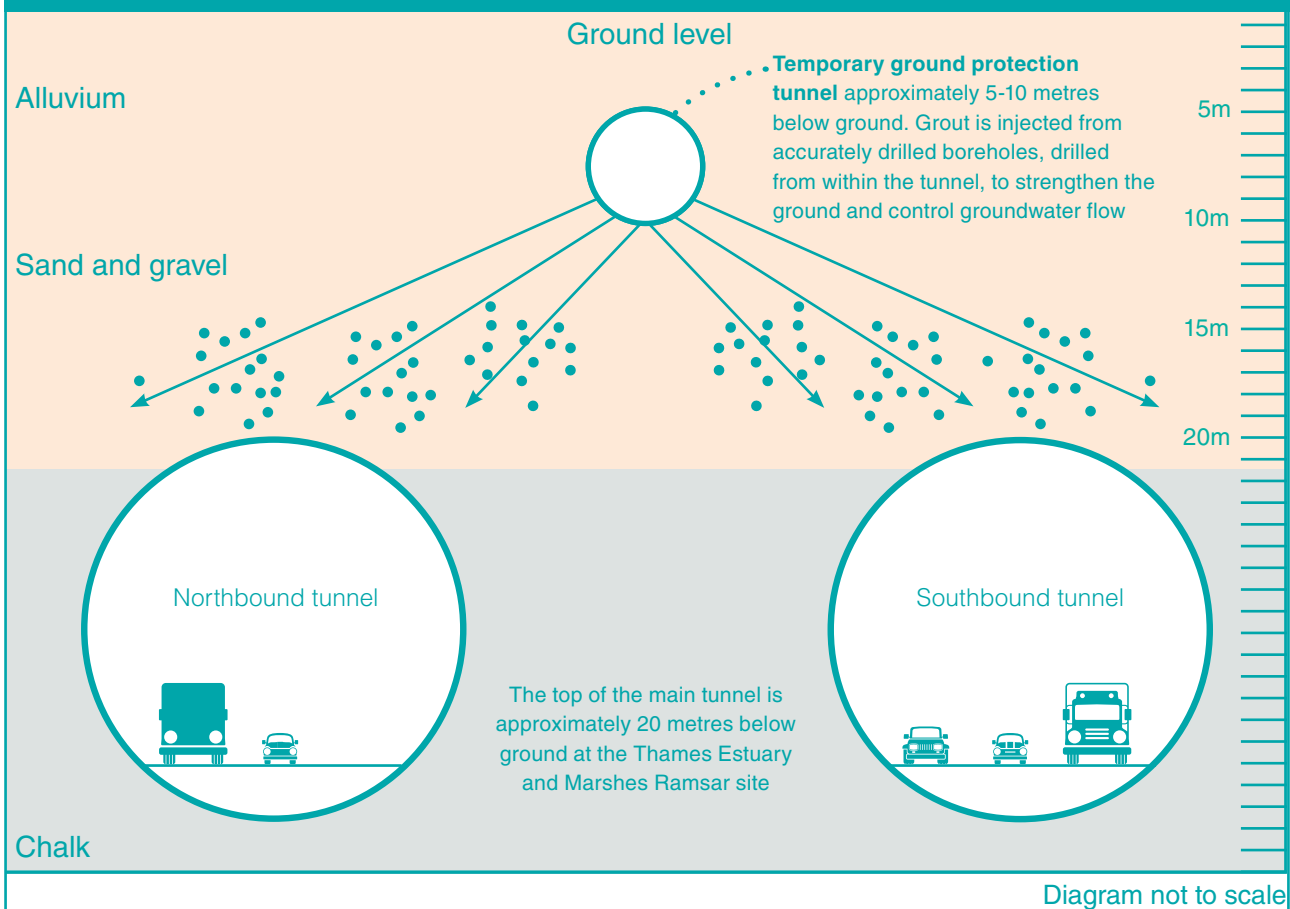 Ground level
Alluvium
Temporary ground protection
tunnel approximately 5-10 metres
below ground. Grout is injected from
accurately drilled boreholes, drilled
from within the tunnel, to strengthen the
ground and control groundwater flow
5m
10m
Sand and gravel
15m
20m
Northbound tunnel
Southbound tunnel
The top of the main tunnel is
approximately 20 metres below
ground at the Thames Estuary
and Marshes Ramsar site
Chalk
Diagram not to scale